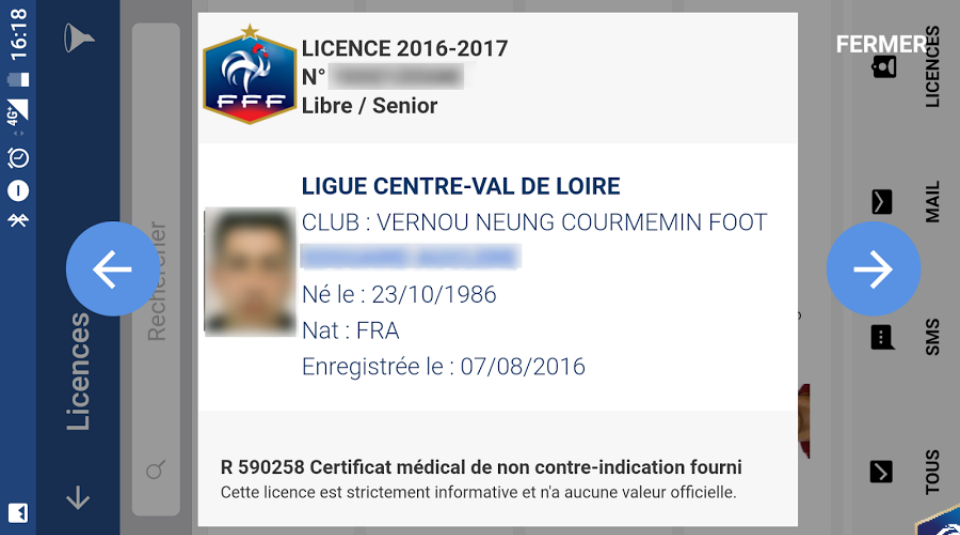 16:18
4G+
Licences
Rechercher
FFF
LICENCE 2016-2017
N°
Libre / Senior
LIGUE CENTRE-VAL DE LOIRE
CLUB : VERNOU NEUNG COURMEMIN FOOT
Né le : 23/10/1986
Nat : FRA
Enregistrée le : 07/08/2016
R 590258 Certificat médical de non contre-indication fourni
Cette licence est strictement informative et n'a aucune valeur officielle.
FERMER
LICENCES
MAIL
SMS
TOUS